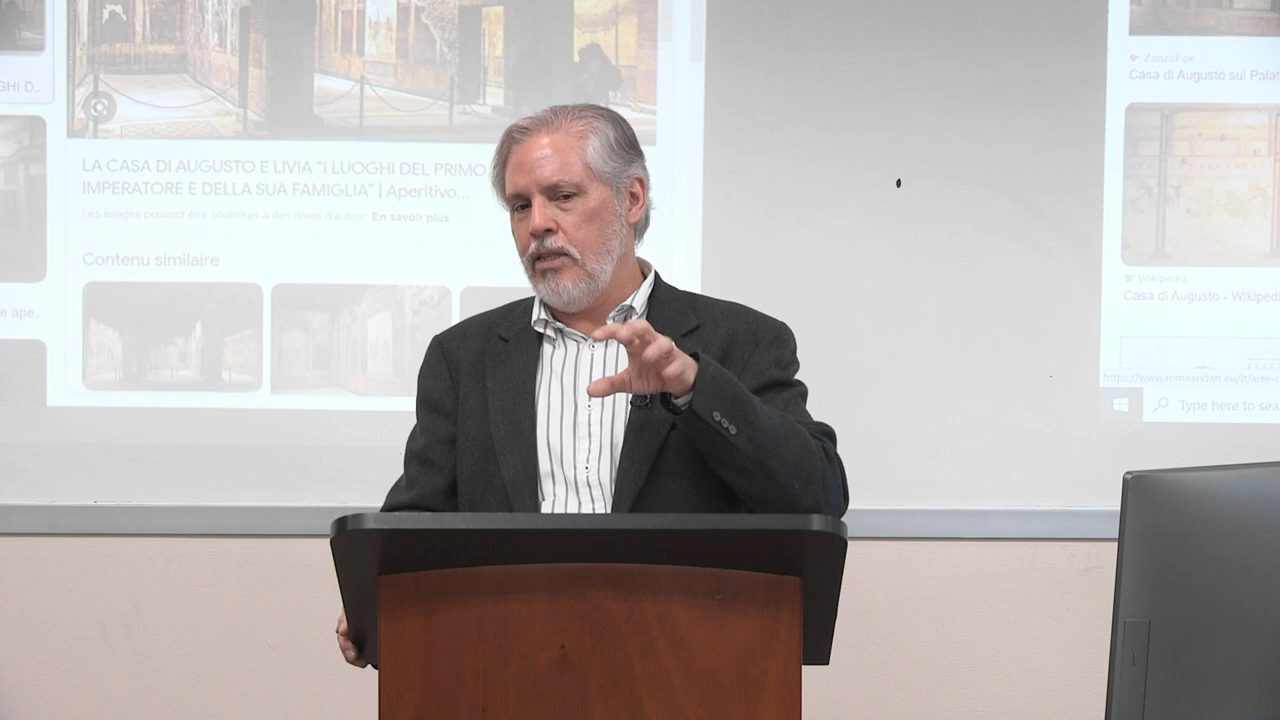 GHI D...
LA CASA DI AUGUSTO E LIVIA "I LUOGHI DEL PRIMO
IMPERATORE E DELLA SUA FAMIGLIA" | Aperitivo...
Les images peuvent être soumises à des droits d'auteur. En savoir plus
Contenu similaire
e ape...
ZonzoFox
Casa di Augusto sul Palat
W Wikipedia
Casa di Augusto - Wikiped
https://www.romeandart.eu/it/arte-c
Type here to sea